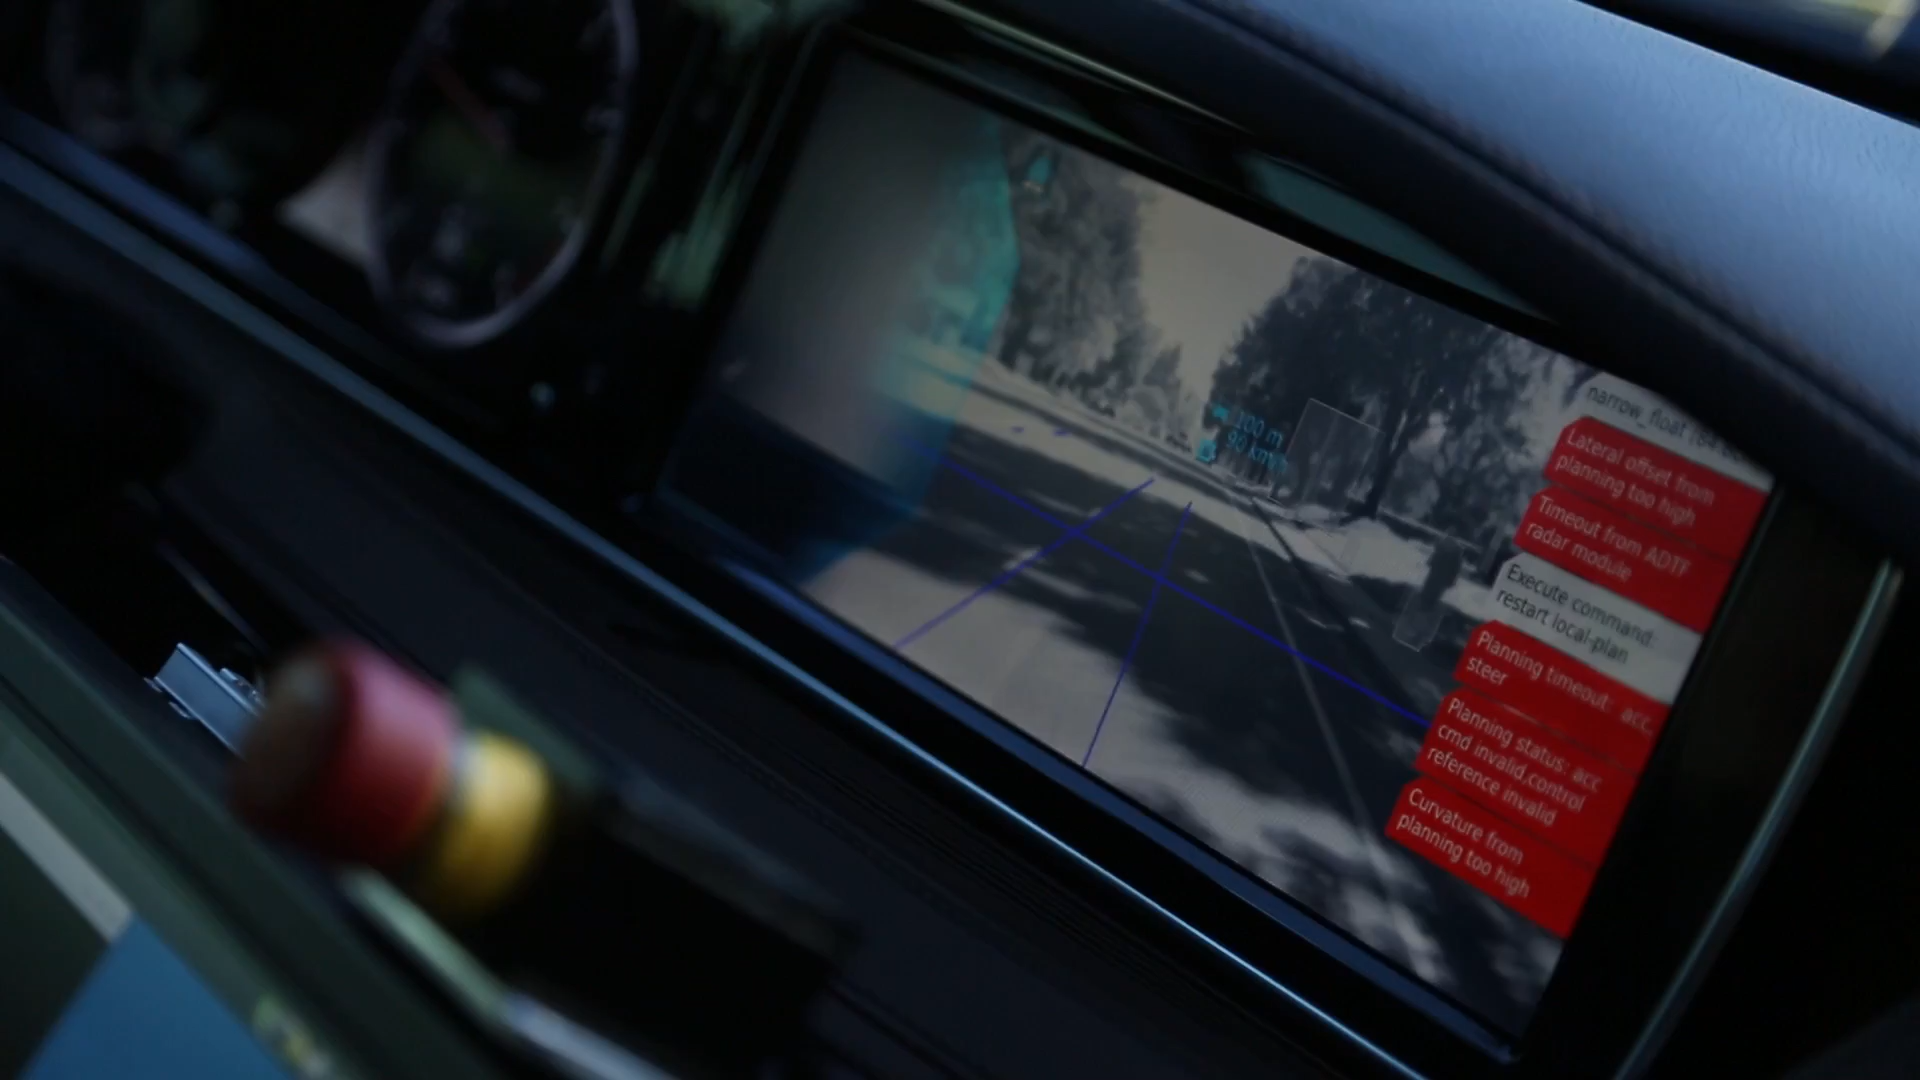 100 m
90 km/h
narrow_float
Lateral offset from
planning too high
Timeout from ADTF
radar module
Execute command:
restart local-plan
Planning timeout: acc,
steer
Planning status: acc
cmd invalid,control
reference invalid
Curvature from
planning too high